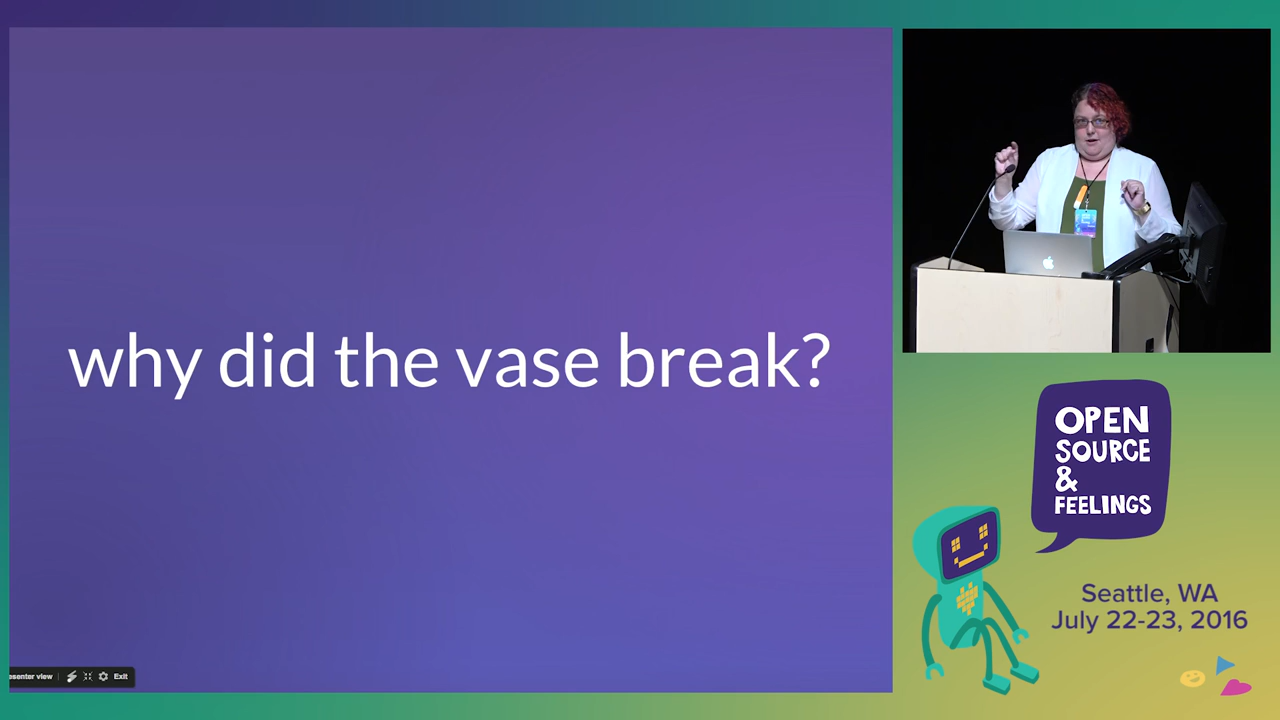 why did the vase break?
esenter view
Exit
OPEN
SOURCE
&
FEELINGS
Seattle, WA
July 22-23, 2016